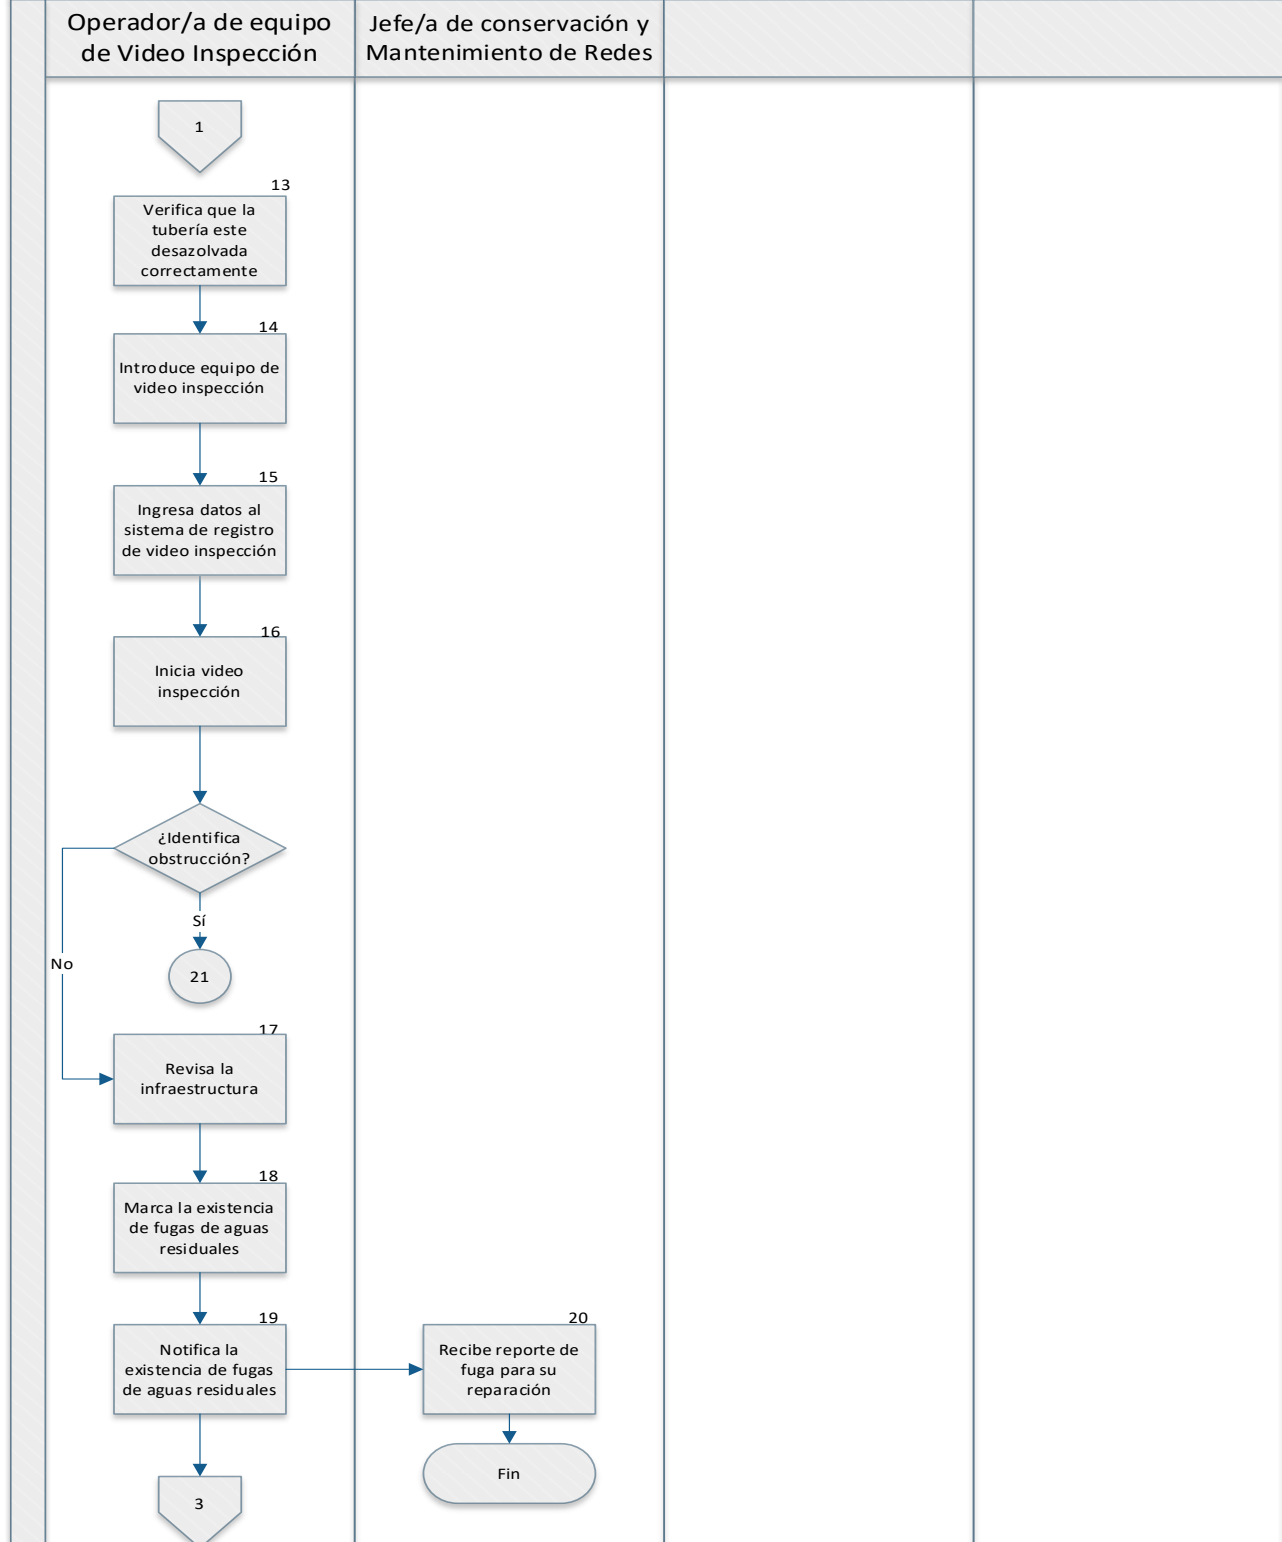 Operador/a de equipo
de Video Inspección
Jefe/a de conservación y
Mantenimiento de Redes
1
13
Verifica que la
tubería este
desazolvada
correctamente
14
Introduce equipo de
video inspección
15
Ingresa datos al
sistema de registro
de video inspección
16
Inicia video
inspección
¿Identifica
obstrucción?
Sí
No
21
17
Revisa la
infraestructura
18
Marca la existencia
de fugas de aguas
residuales
19
Notifica la
existencia de fugas
de aguas residuales
20
Recibe reporte de
fuga para su
reparación
Fin
3